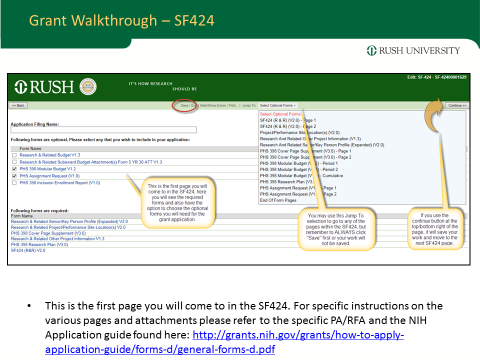 Grant Walkthrough – SF424
RUSH UNIVERSITY
Edit: SF-424 - SF42400001629
RUSH
IT'S HOW RESEARCH
SHOULD BE
<< Back
Save
Print
Jump To
Select Optional Forms
Continue >>
Application Filing Name:
Following forms are optional. Please select any that you wish to include in your application:
Form Name
Research & Related Budget V1.3
Research & Related Subaward Budget Attachment(s) Form 5 YR 30 ATT V1.3
PHS 398 Modular Budget V1.2
PHS Assignment Request (V1.0)
PHS Inclusion Enrollment Report (V1.0)
Select Optional Forms
SF424 (R & R) (V2.0) - Page 1
SF424 (R & R) (V2.0) - Page 2
Project/Performance Site Location(s) (V2.0)
Research And Related Other Project Information (V1.3)
Research And Related Senior/Key Person Profile (Expanded) (V2.0)
PHS 398 Cover Page Supplement (V3.0) - Page 1
PHS 398 Cover Page Supplement (V3.0) - Page 2
PHS 398 Modular Budget - Period 1
PHS 398 Modular Budget - Period 2
PHS 398 Modular Budget - Cumulative
PHS 398 Research Plan (V3.0)
PHS Assignment Request (V1.0) - Page 1
PHS Assignment Request (V1.0) - Page 2
End Of Form Pages
This is the first page you will
come to in the SF424, here
you will see the required
forms and also have the
option to choose the optional
forms you will need for the
grant application
You may use this Jump To
selection to go to any of the
pages within the SF424, but
remember to ALWAYS click
"Save" first or your work will
not be saved
If you use the
continue button at the
top/bottom right of the
page, it will save your
work and move to the
next SF424 page.
Following forms are required:
Form Name
Research & Related Senior/Key Person Profile (Expanded) V2.0
Research & Related Project/Performance Site Location(s) V2.0
PHS 398 Cover Page Supplement (V3.0)
Research & Related Other Project Information V1.3
PHS 398 Research Plan (V3.0)
SF424 (R&R) V2.0
• This is the first page you will come to in the SF424. For specific instructions on the
various pages and attachments please refer to the specific PA/RFA and the NIH
Application guide found here: http://grants.nih.gov/grants/how-to-apply-
application-guide/forms-d/general-forms-d.pdf